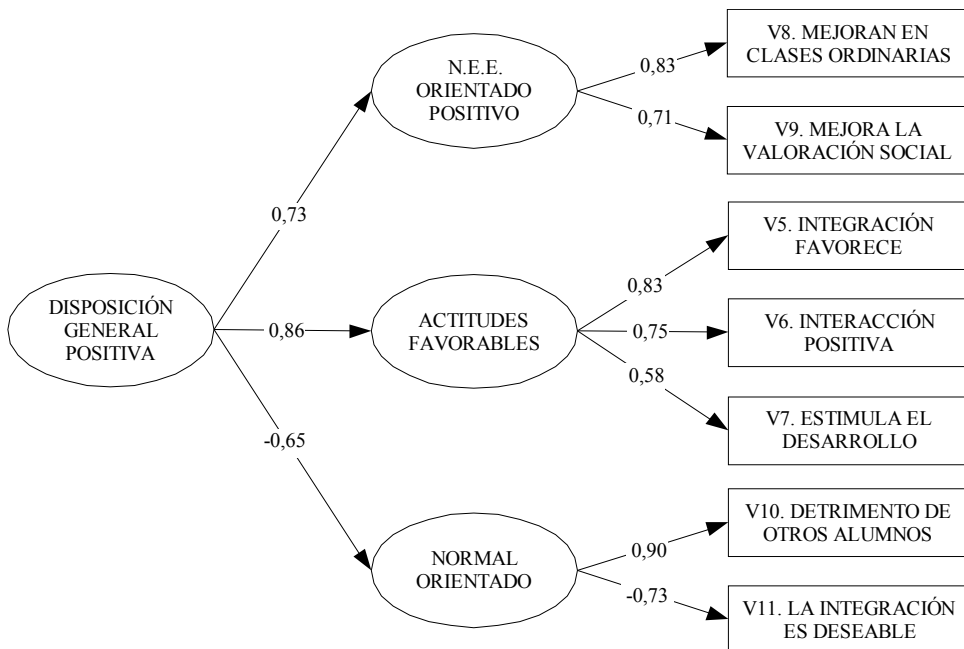 DISPOSICIÓN
GENERAL
POSITIVA
0,73
0,86
-0,65
N.E.E.
ORIENTADO
POSITIVO
0,83
0,71
V8. MEJORAN EN
CLASES ORDINARIAS
V9. MEJORA LA
VALORACIÓN SOCIAL
ACTITUDES
FAVORABLES
0,83
0,75
0,58
V5. INTEGRACIÓN
FAVORECE
V6. INTERACCIÓN
POSITIVA
V7. ESTIMULA EL
DESARROLLO
NORMAL
ORIENTADO
0,90
-0,73
V10. DETRIMENTO DE
OTROS ALUMNOS
V11. LA INTEGRACIÓN
ES DESEABLE